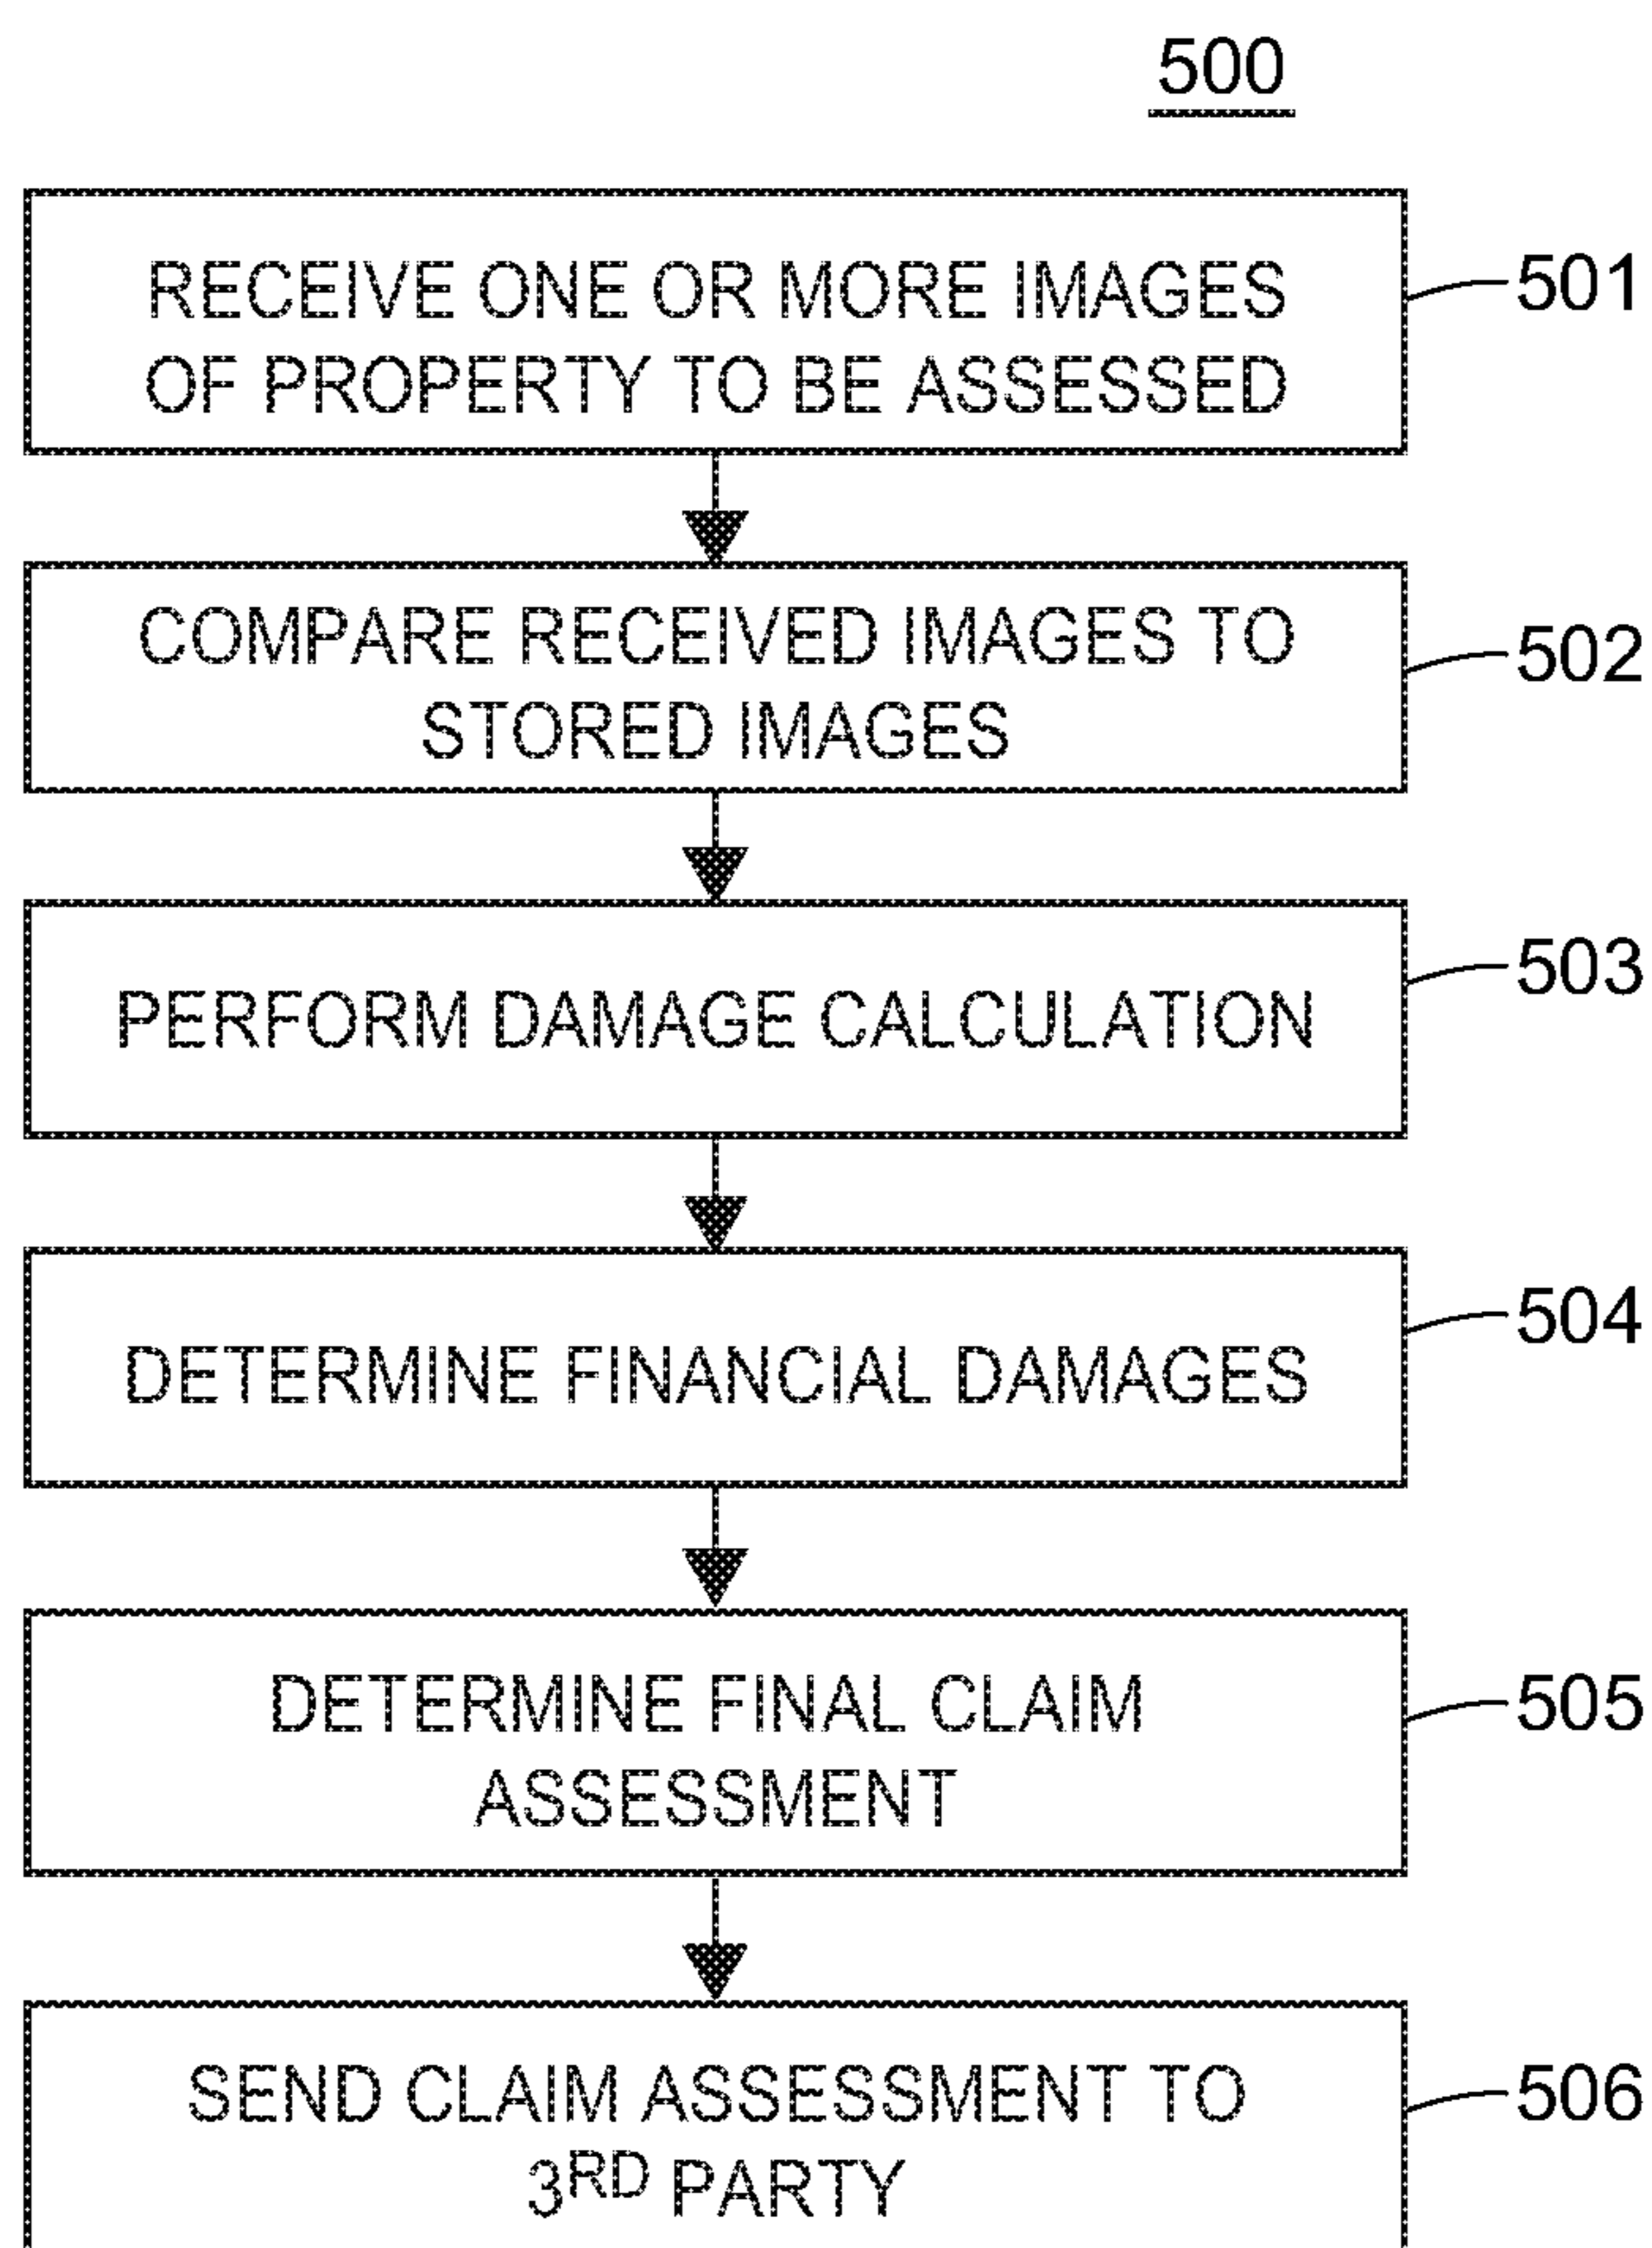 500
RECEIVE ONE OR MORE IMAGES
OF PROPERTY TO BE ASSESSED
501
COMPARE RECEIVED IMAGES TO
STORED IMAGES
502
PERFORM DAMAGE CALCULATION
503
DETERMINE FINANCIAL DAMAGES
504
DETERMINE FINAL CLAIM
ASSESSMENT
505
SEND CLAIM ASSESSMENT TO
3RD PARTY
506